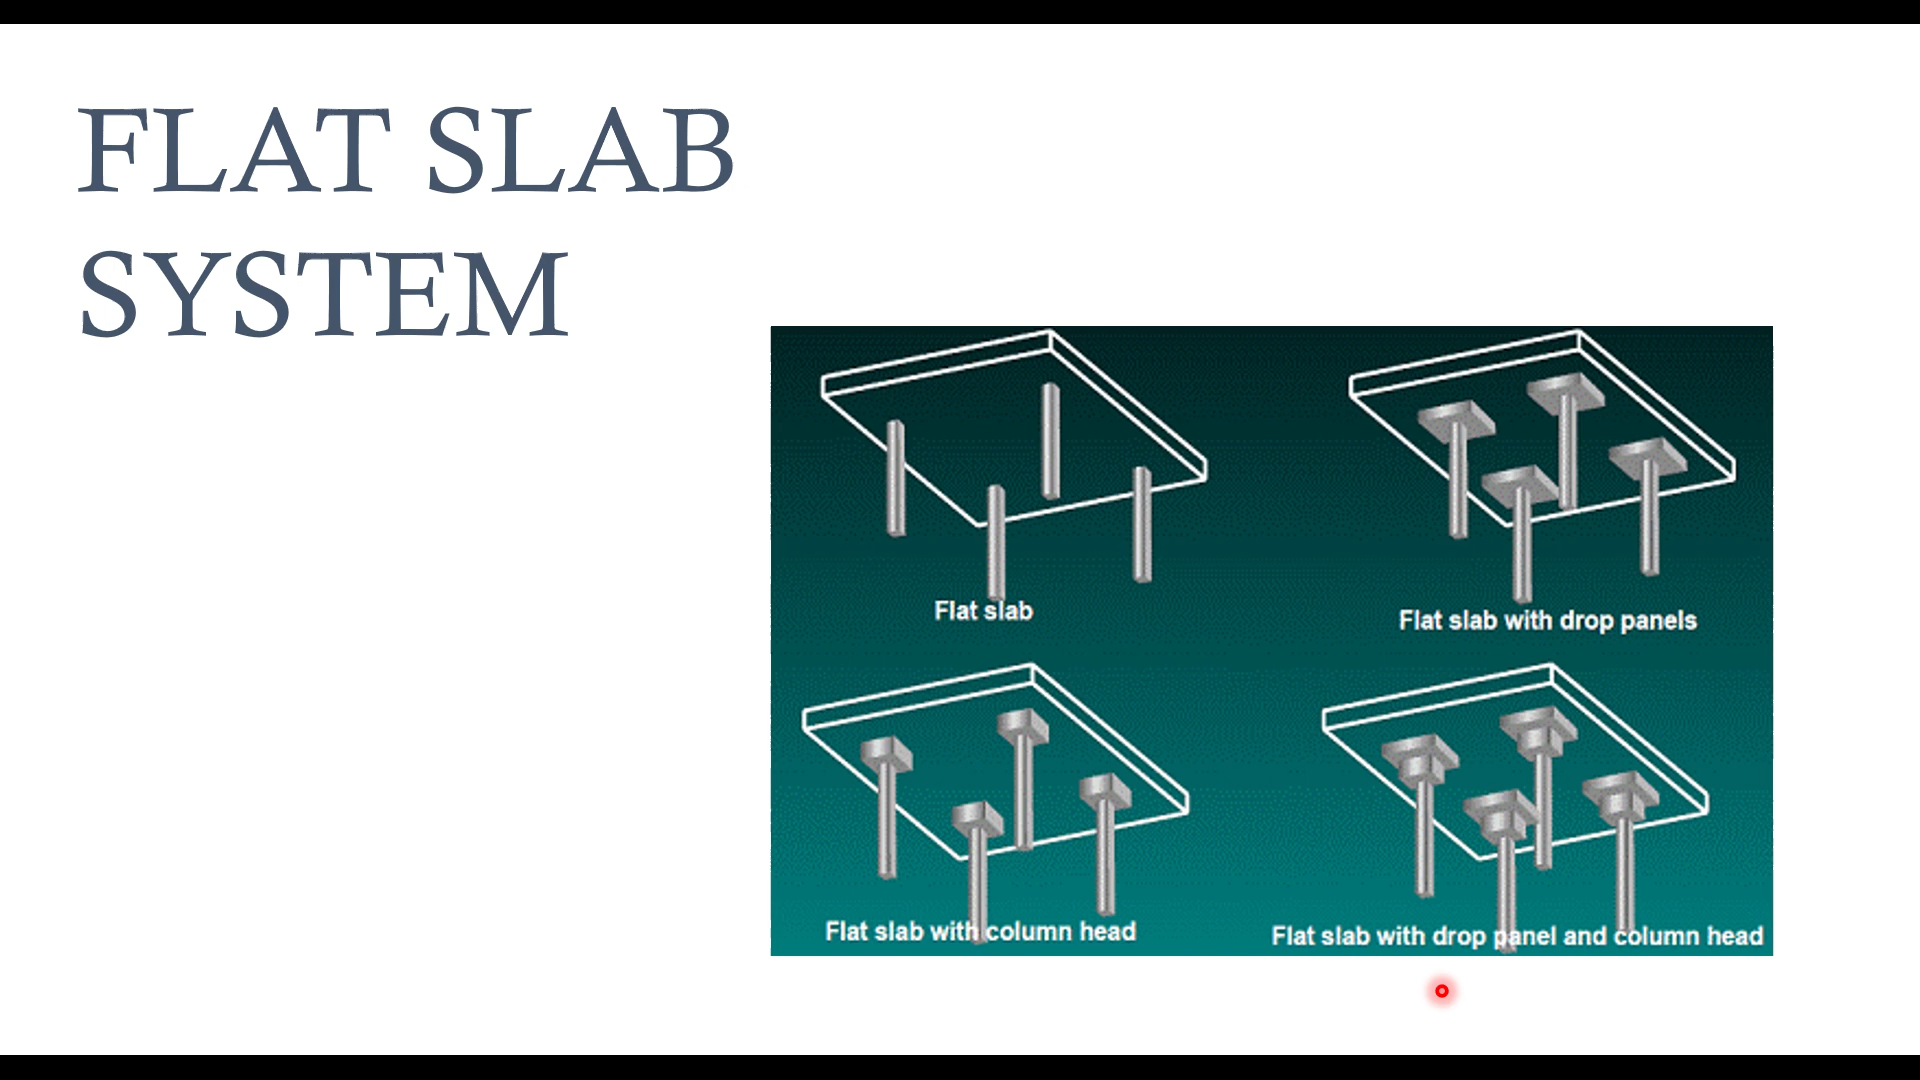 FLAT SLAB
SYSTEM
Flat slab
Flat slab with drop panels
Flat slab with column head
Flat slab with drop panel and column head